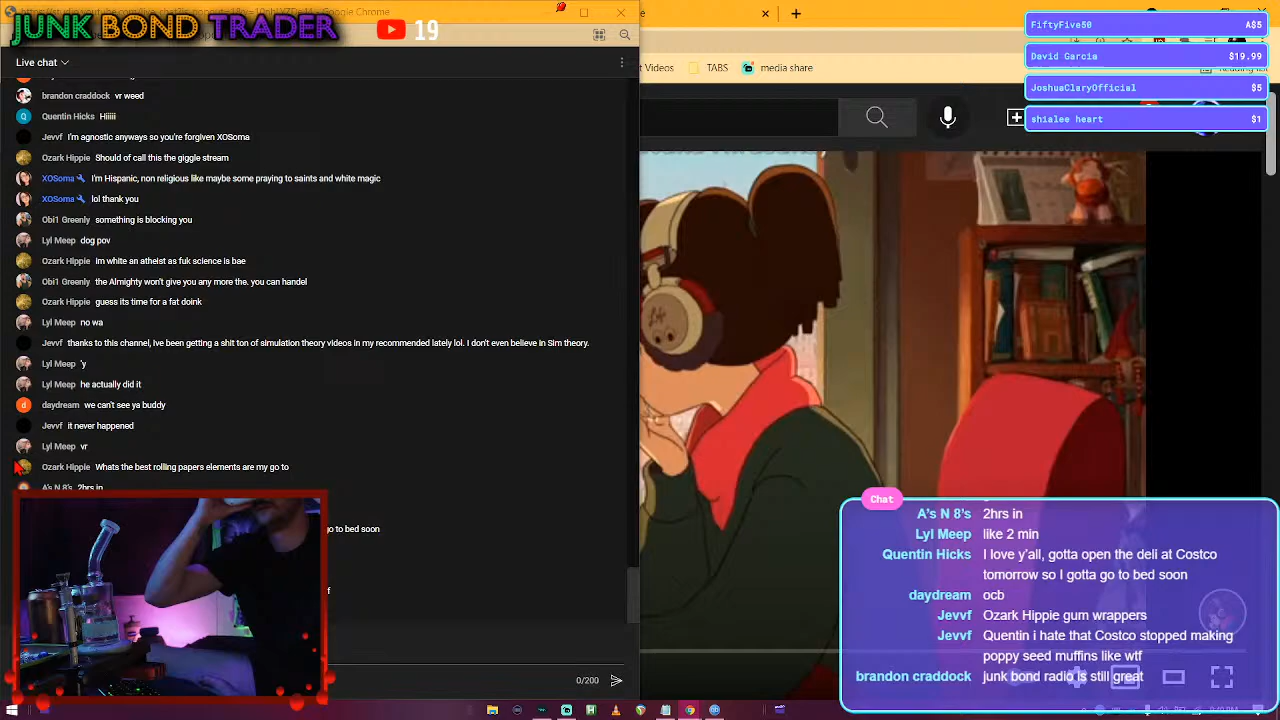 JUNK BOND TRADER
19
Live chat
brandon craddock vr weed
Quentin Hicks Hiiiii
Jevvf I'm agnostic anyways so you're forgiven XOSoma
Ozark Hippie Should of call this the giggle stream
XOSoma I'm Hispanic, non religious like maybe some praying to saints and white magic
XOSoma lol thank you
Obi1 Greenly something is blocking you
Lyl Meep dog pov
Ozark Hippie Im white an atheist as fuk science is bae
Obi1 Greenly the Almighty won't give you any more the. you can handel
Ozark Hippie guess its time for a fat doink
Lyl Meep no wa
Jevvf thanks to this channel, ive been getting a shit ton of simulation theory videos in my recommended lately lol. I don't even believe in Sim theory.
Lyl Meep 'y
Lyl Meep he actually did it
daydream we can't see ya buddy
Jevvf it never happened
Lyl Meep vr
Ozark Hippie Whats the best rolling papers elements are my go to
A's N 8's 2hrs in
go to bed soon
0/200
Videos
TABS
media share
FiftyFive50 A$5
David Garcia $19.99
JoshuaClaryOfficial $5
shialee heart $1
Chat
A's N 8's 2hrs in
Lyl Meep like 2 min
Quentin Hicks I love y'all, gotta open the deli at Costco
tomorrow so I gotta go to bed soon
daydream ocb
Jevvf Ozark Hippie gum wrappers
Jevvf Quentin i hate that Costco stopped making
poppy seed muffins like wtf
brandon craddock junk bond radio is still great